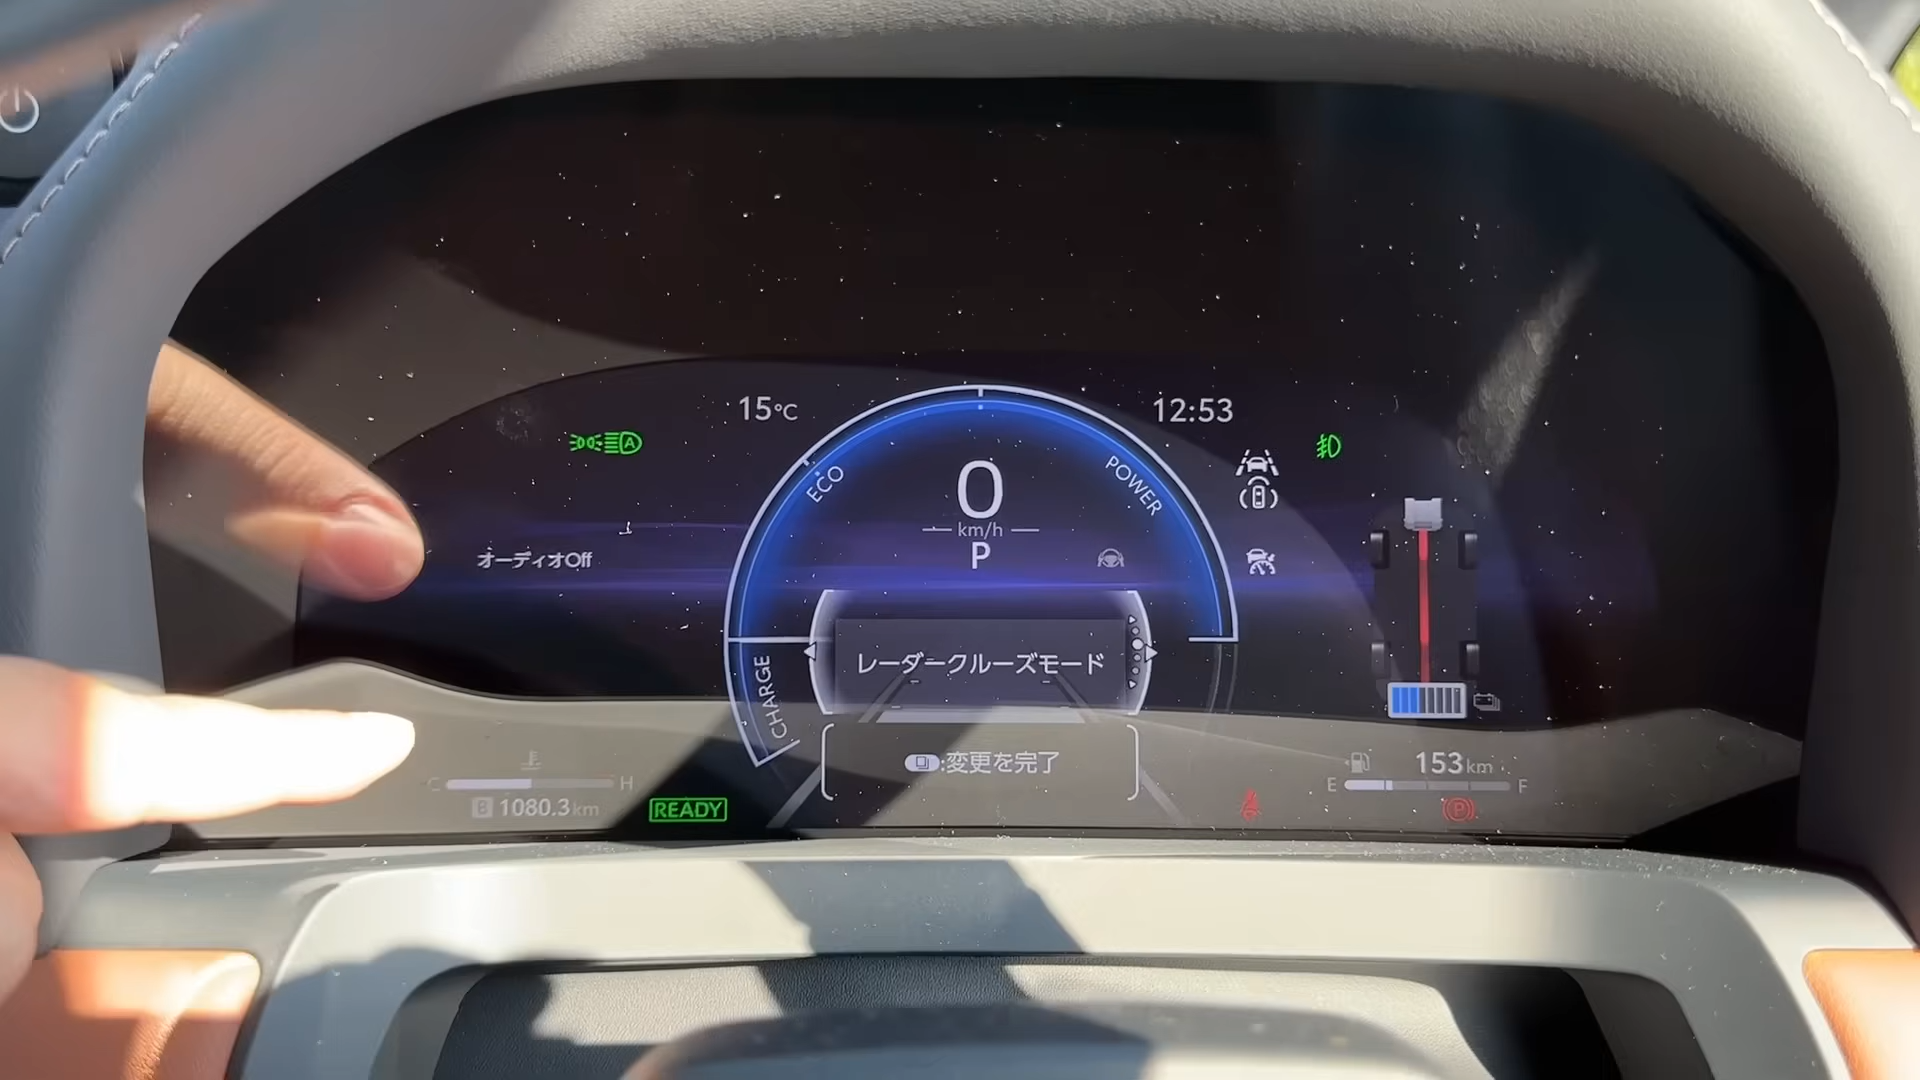 15℃
12:53
A
ECO
POWER
0
km/h
P
オーディオOff
レーダークルーズモード
CHARGE
:変更を完了
C H
B 1080.3km
READY
153km
E F
P